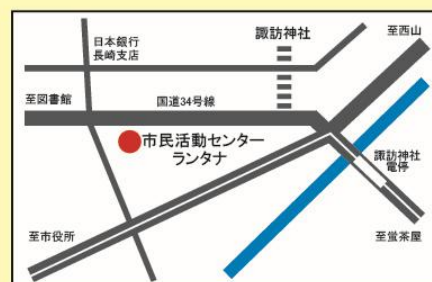 日本銀行
長崎支店
諏訪神社
至西山
至図書館
国道34号線
市民活動センター
ランタナ
諏訪神社
電停
至市役所
至蛍茶屋